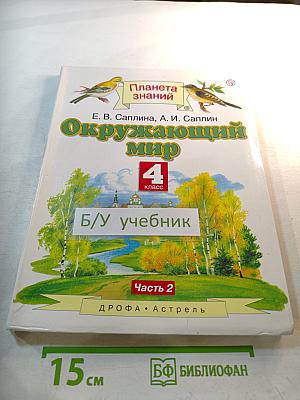 Планета
знаний
Е. В. Саплина, А. И. Саплин
Окружающий
мир
4
класс
Б/У учебник
Часть 2
ДРОФА • Астрель
15 см
БФ БИБЛИОФАН